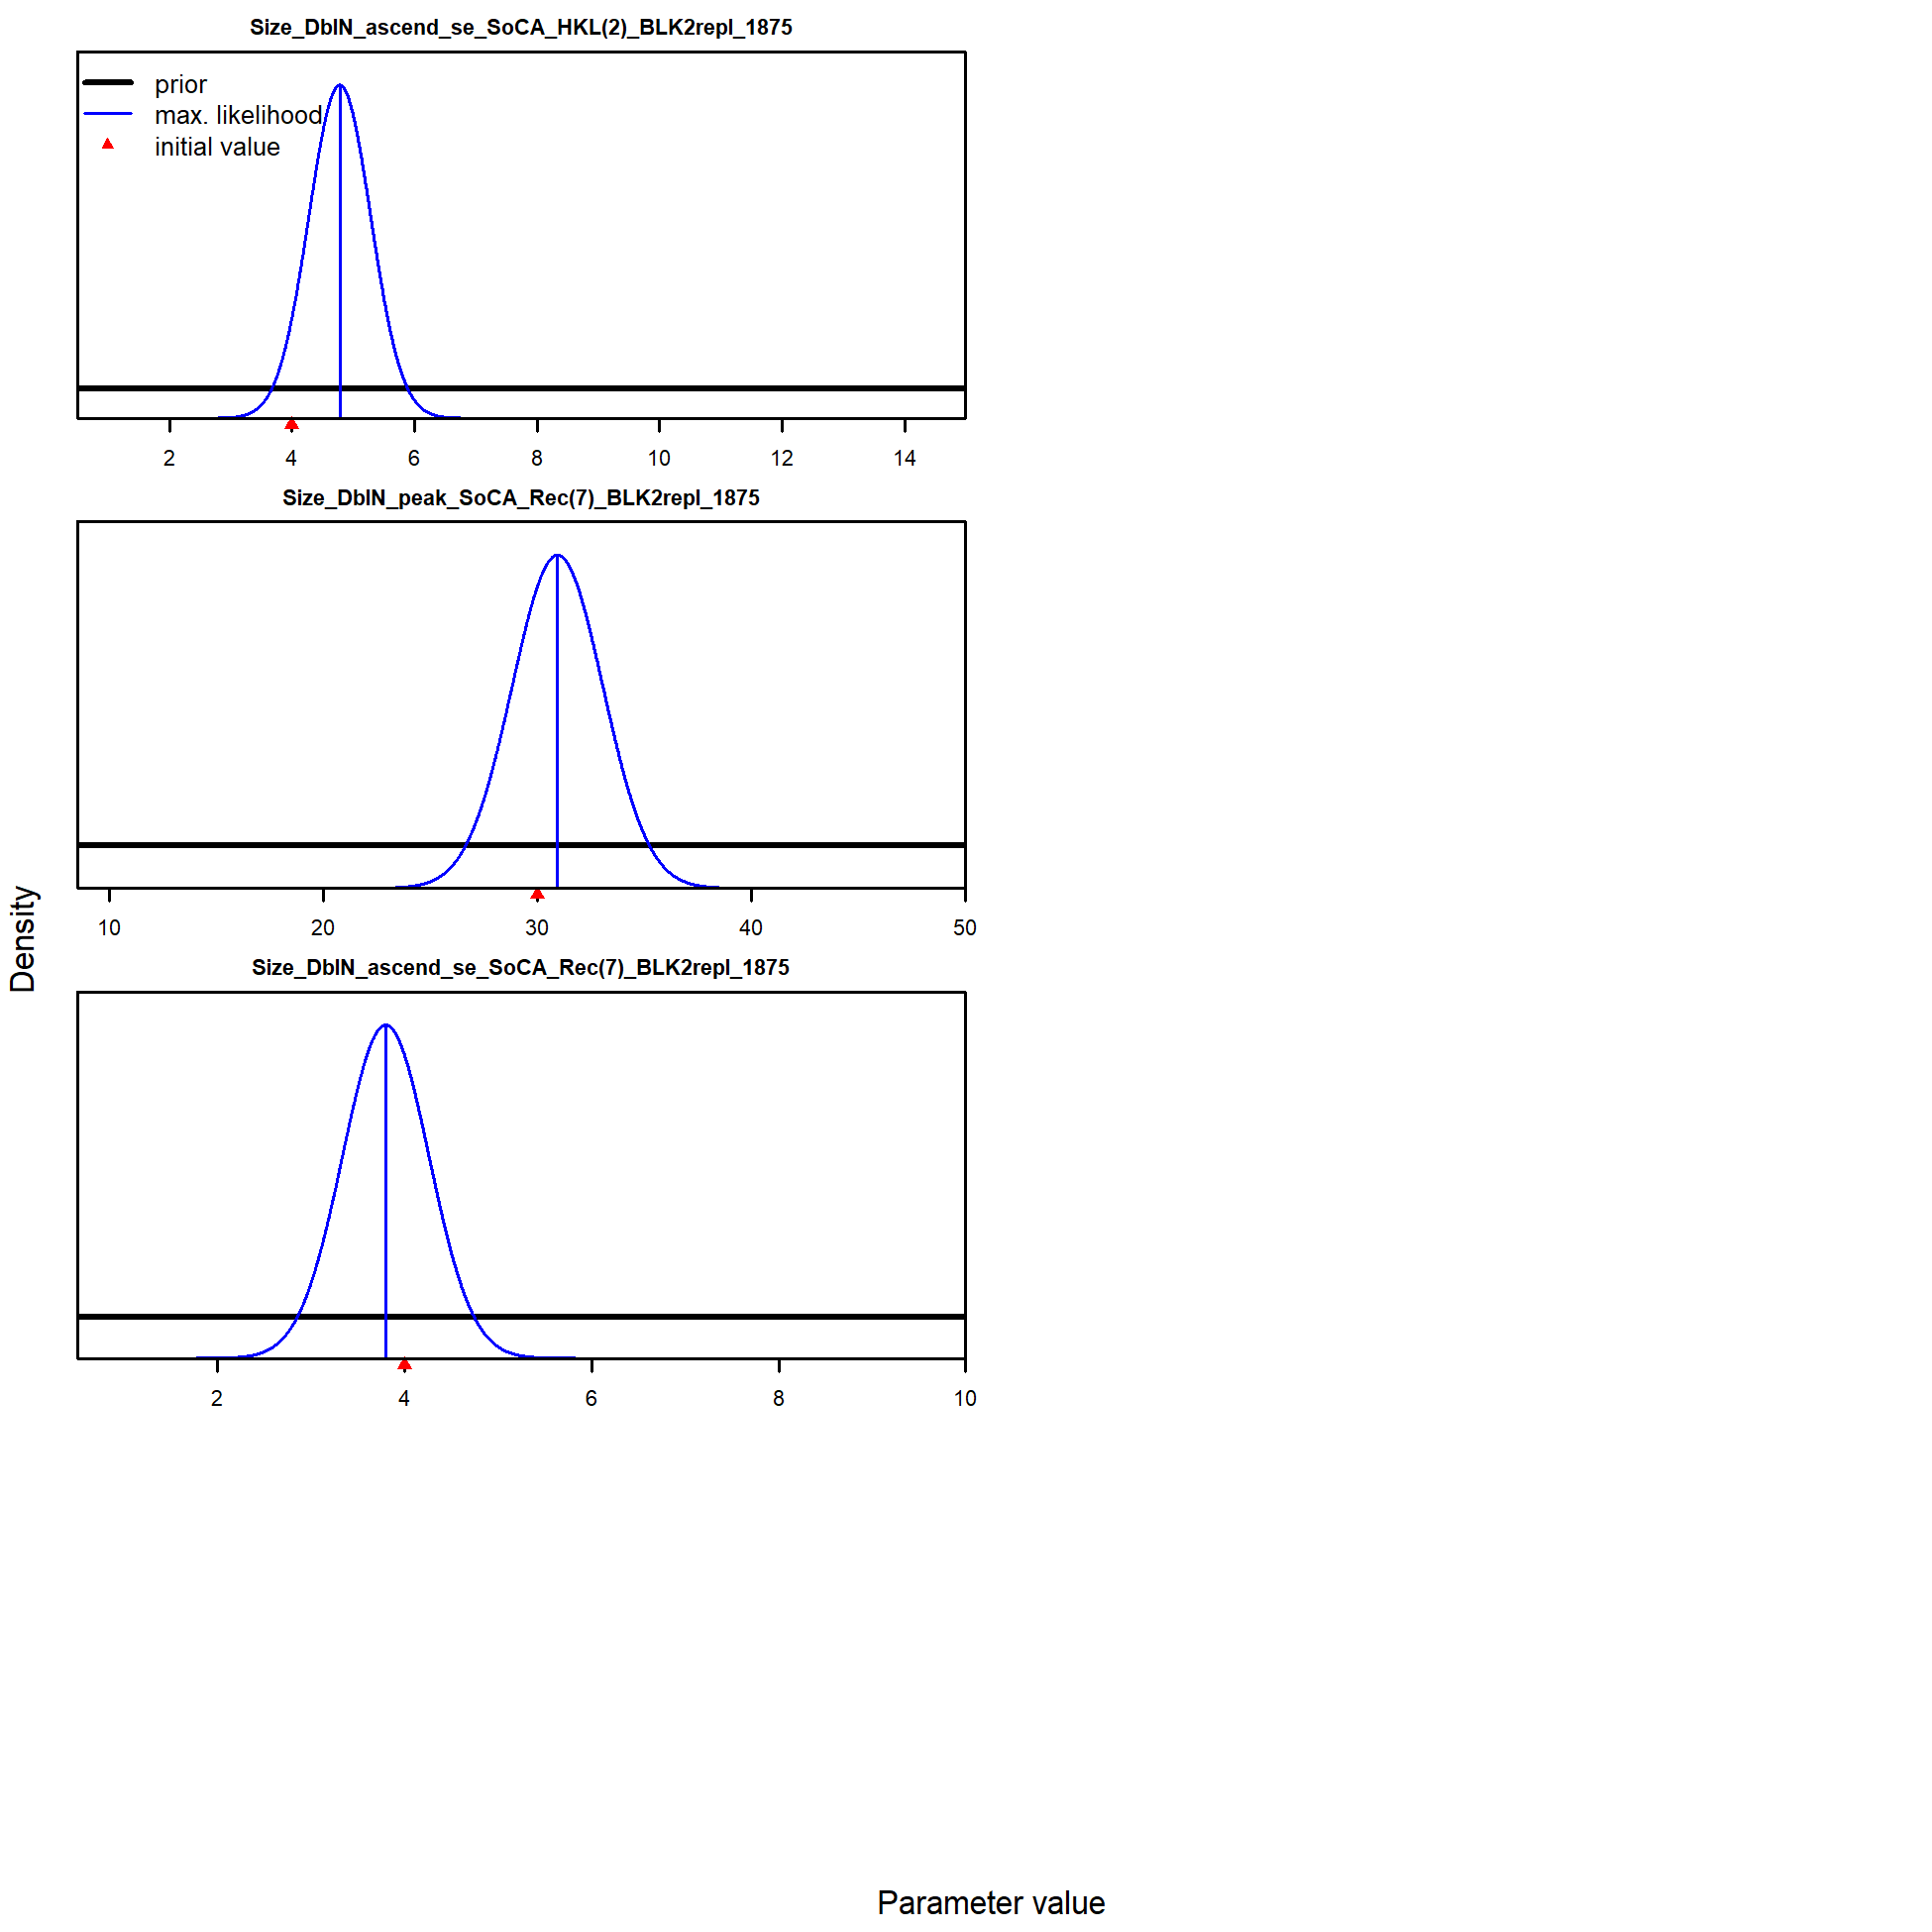 Size_DblN_ascend_se_SoCA_HKL(2)_BLK2repl_1875
prior
max. likelihood
initial value
2 4 6 8 10 12 14
Size_DblN_peak_SoCA_Rec(7)_BLK2repl_1875
10 20 30 40 50
Density
Size_DblN_ascend_se_SoCA_Rec(7)_BLK2repl_1875
2 4 6 8 10
Parameter value